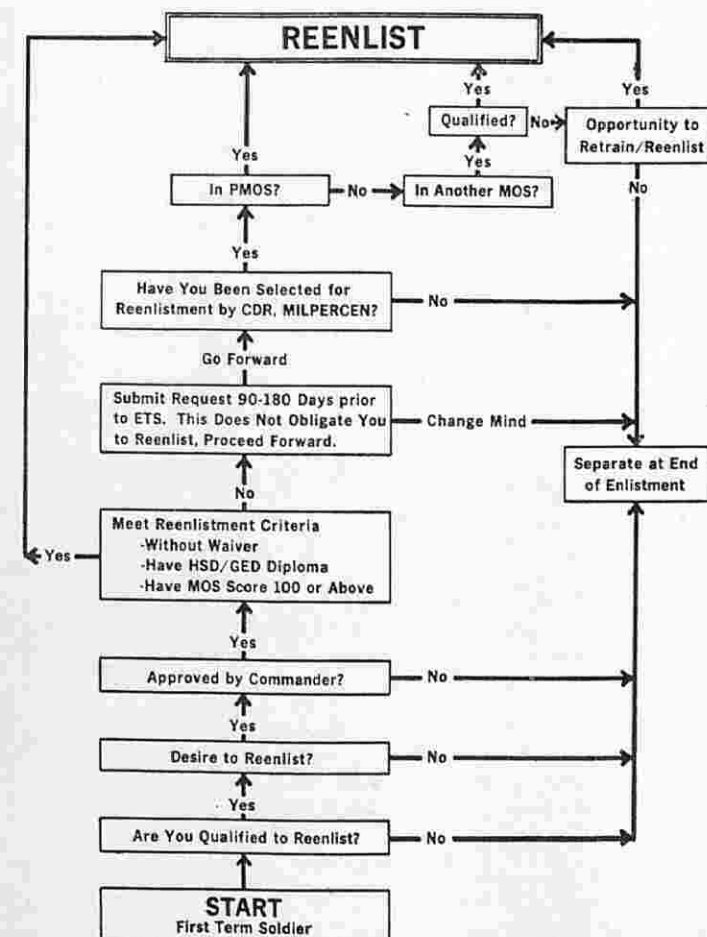 REENLIST
Yes
Yes
Qualified?
No
Opportunity to
Retrain/Reenlist
Yes
Yes
No
In PMOS?
No
In Another MOS?
Yes
Have You Been Selected for
Reenlistment by CDR, MILPERCEN?
No
Go Forward
Submit Request 90-180 Days prior
to ETS. This Does Not Obligate You
to Reenlist, Proceed Forward.
Change Mind
Separate at End
of Enlistment
No
Meet Reenlistment Criteria
-Without Waiver
-Have HSD/GED Diploma
-Have MOS Score 100 or Above
Yes
Yes
Approved by Commander?
No
Yes
Desire to Reenlist?
No
Yes
Are You Qualified to Reenlist?
No
START
First Term Soldier